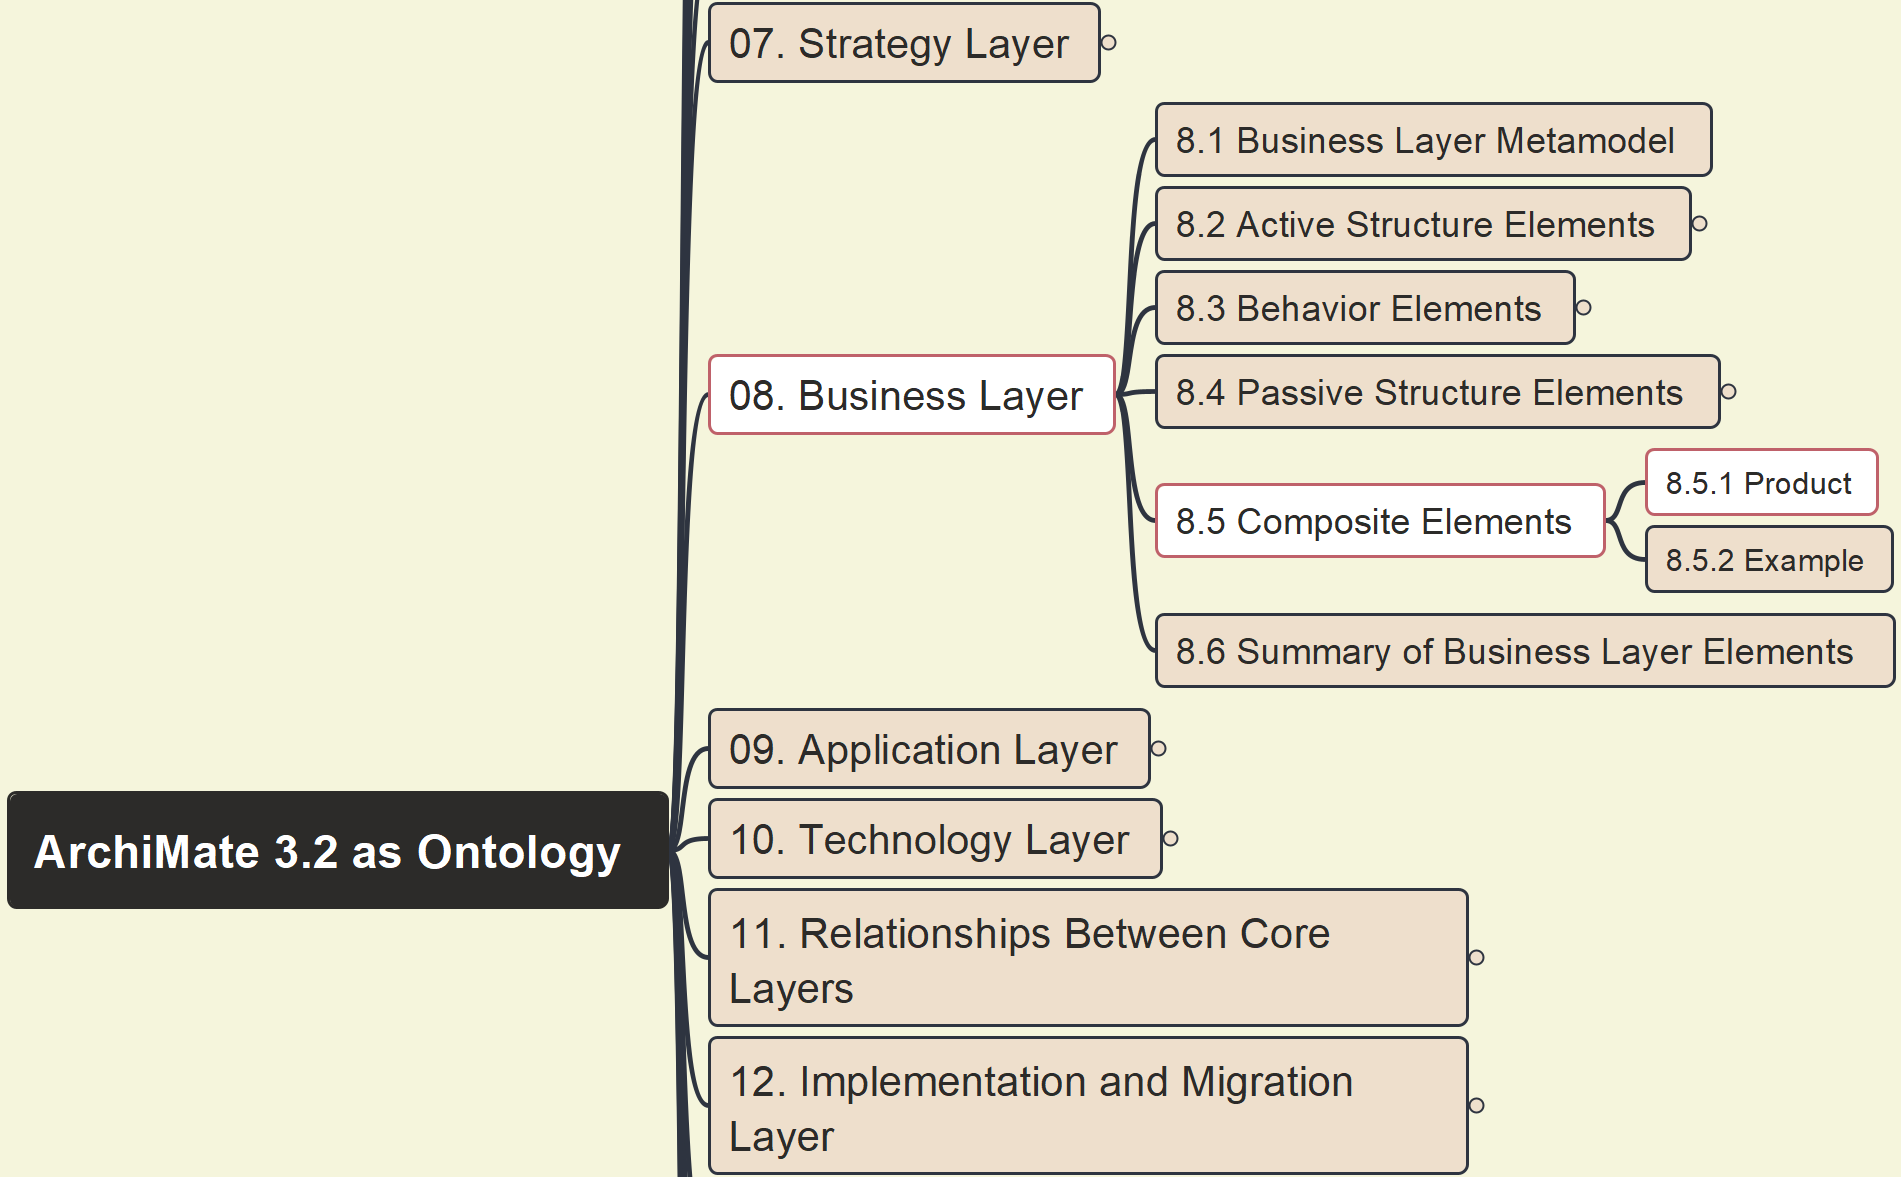 07. Strategy Layer
8.1 Business Layer Metamodel
8.2 Active Structure Elements
8.3 Behavior Elements
08. Business Layer
8.4 Passive Structure Elements
8.5 Composite Elements
8.5.1 Product
8.5.2 Example
8.6 Summary of Business Layer Elements
09. Application Layer
ArchiMate 3.2 as Ontology
10. Technology Layer
11. Relationships Between Core
Layers
12. Implementation and Migration
Layer